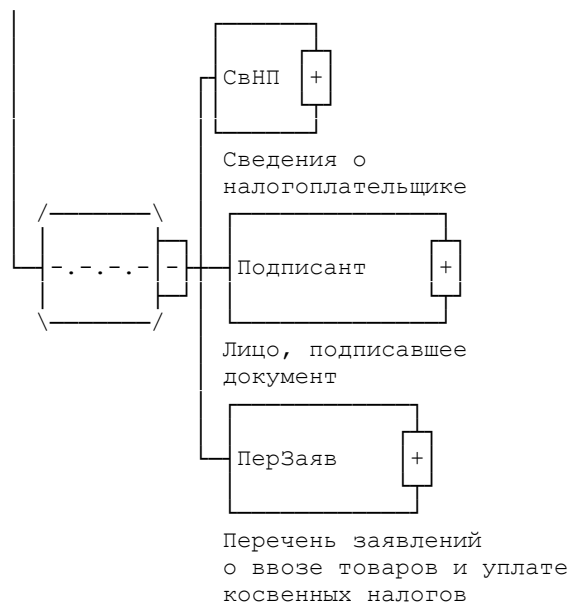 СвНП +
Сведения о
налогоплательщике
-.-.-.- -
Подписант +
Лицо, подписавшее
документ
ПерЗаяв +
Перечень заявлений
о ввозе товаров и уплате
косвенных налогов